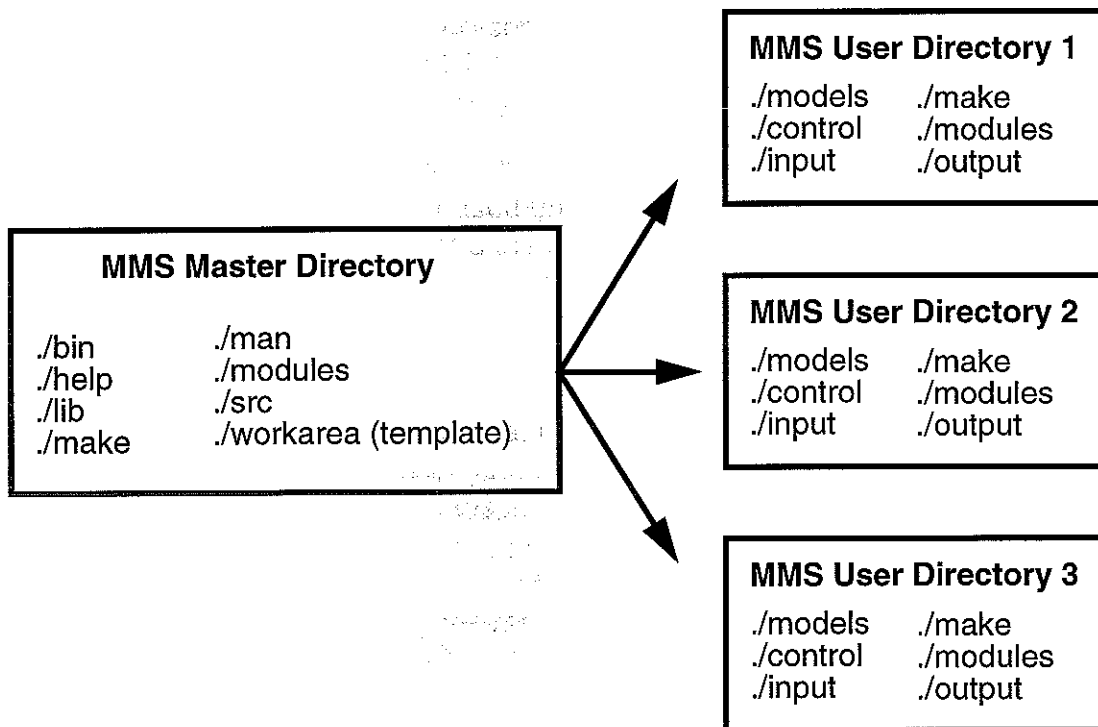 MMS Master Directory
./bin
./help
./lib
./make
./man
./modules
./src
./workarea (template)
MMS User Directory 1
./models ./make
./control ./modules
./input ./output
MMS User Directory 2
./models ./make
./control ./modules
./input ./output
MMS User Directory 3
./models ./make
./control ./modules
./input ./output